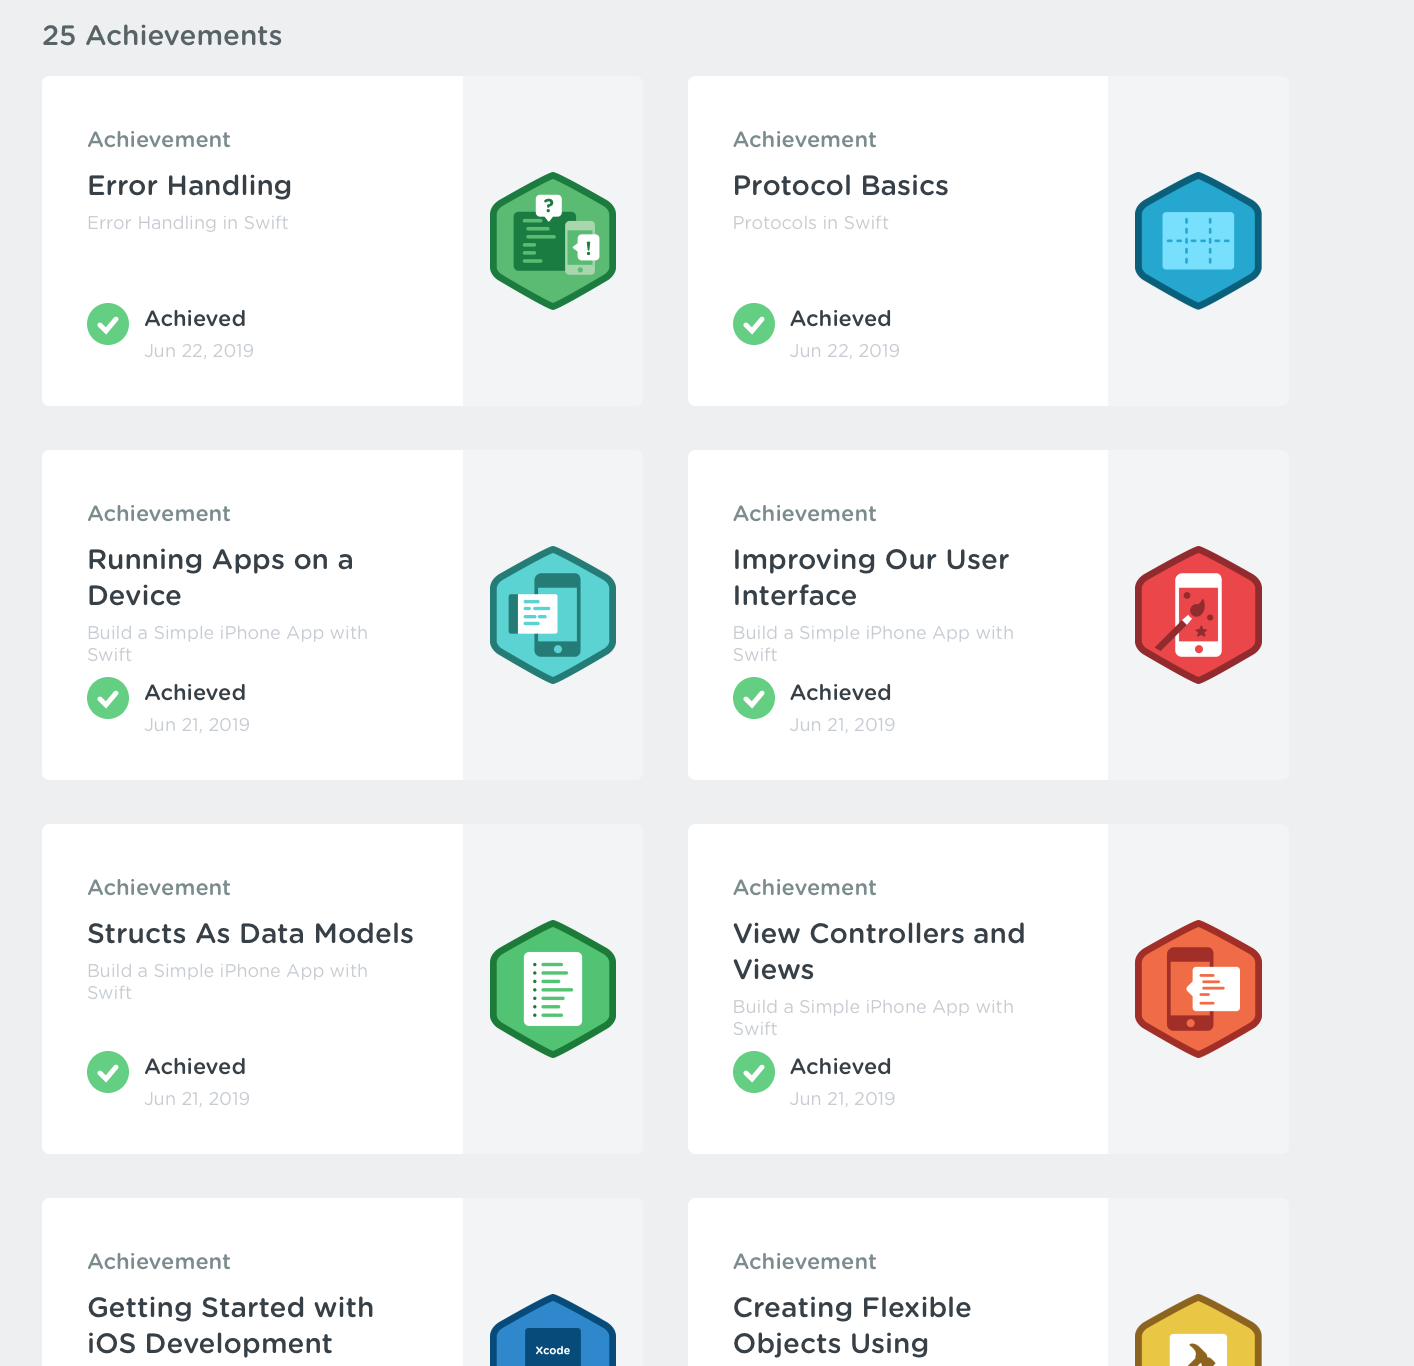 25 Achievements
Achievement
Error Handling
Error Handling in Swift
?
!
Achieved
Jun 22, 2019
Achievement
Protocol Basics
Protocols in Swift
Achieved
Jun 22, 2019
Achievement
Running Apps on a
Device
Build a Simple iPhone App with
Swift
Achieved
Jun 21, 2019
Achievement
Improving Our User
Interface
Build a Simple iPhone App with
Swift
Achieved
Jun 21, 2019
Achievement
Structs As Data Models
Build a Simple iPhone App with
Swift
Achieved
Jun 21, 2019
Achievement
View Controllers and
Views
Build a Simple iPhone App with
Swift
Achieved
Jun 21, 2019
Achievement
Getting Started with
iOS Development
Xcode
Achievement
Creating Flexible
Objects Using